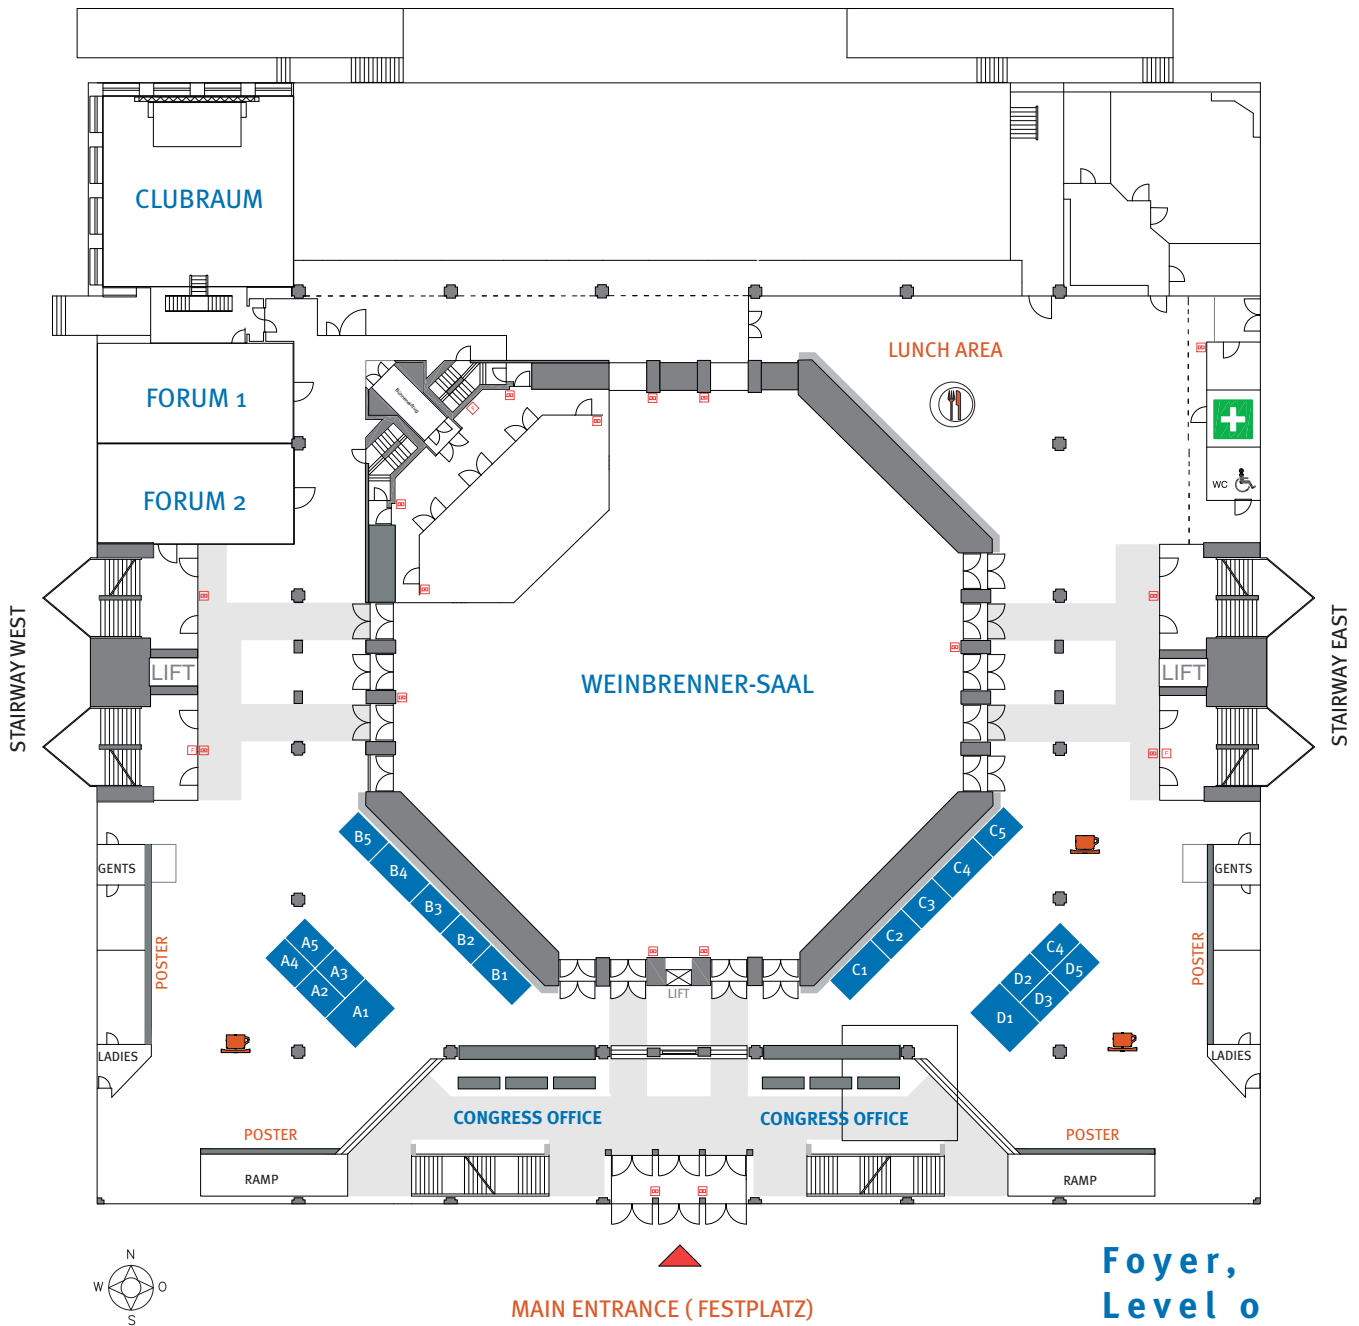 CLUBRAUM
LUNCH AREA
FORUM 1
FORUM 2
WC
STAIRWAY WEST
LIFT
WEINBRENNER-SAAL
LIFT
STAIRWAY EAST
B5
B4
B3
B2
B1
C5
C4
C3
C2
C1
GENTS
GENTS
POSTER
POSTER
A5
A4
A3
A2
A1
C4
D5
D2
D3
D1
LIFT
LADIES
LADIES
CONGRESS OFFICE
CONGRESS OFFICE
POSTER
POSTER
RAMP
RAMP
N
W O
S
MAIN ENTRANCE ( FESTPLATZ)
Foyer,
Level 0